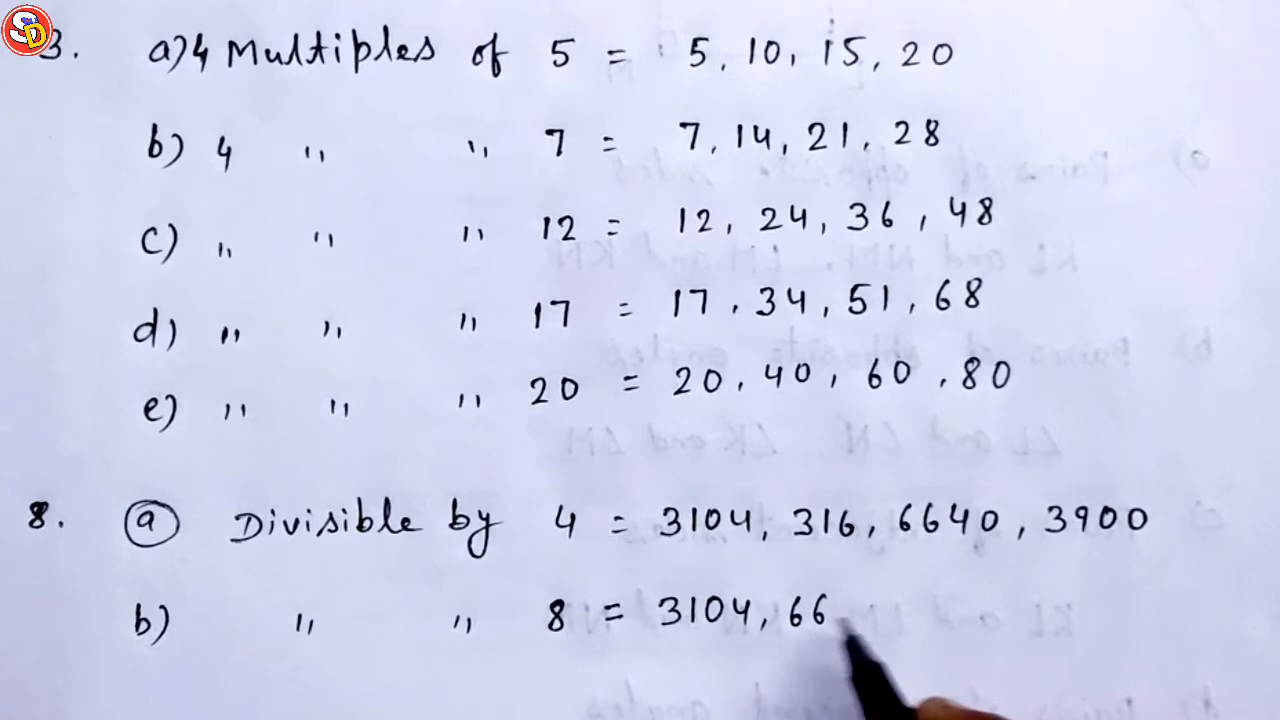 SD
3. a) 4 Multiples of 5 = 5, 10, 15, 20
b) 4 " " 7 = 7, 14, 21, 28
c) " " " 12 = 12, 24, 36, 48
d) " " " 17 = 17, 34, 51, 68
e) " " " 20 = 20, 40, 60, 80
8. a Divisible by 4 = 3104, 316, 6640, 3900
b) " " 8 = 3104, 66